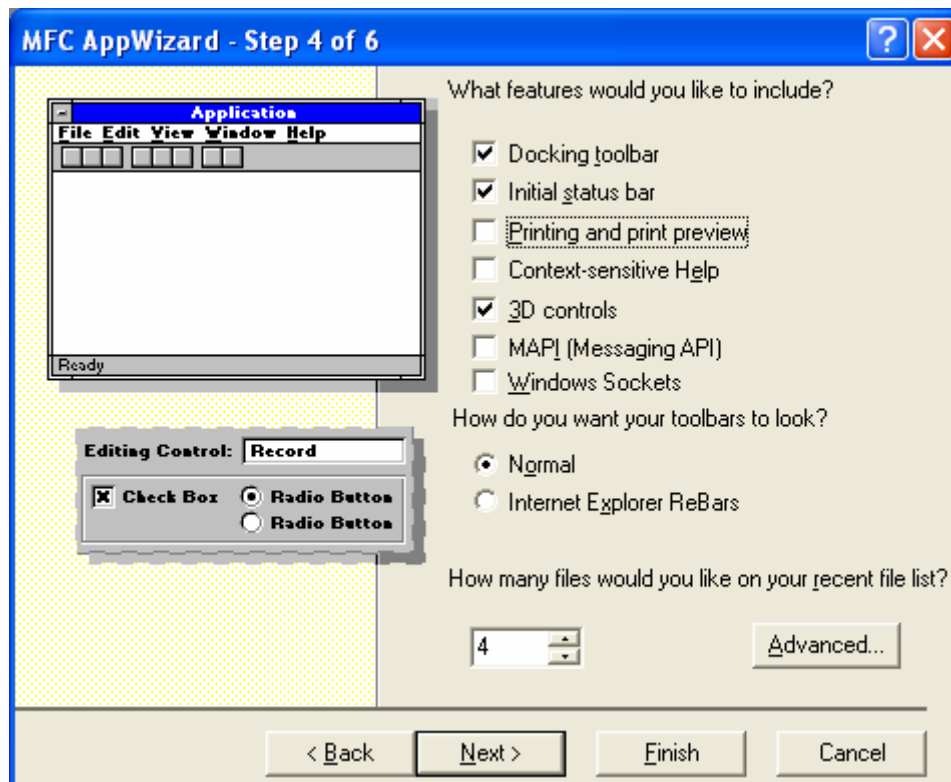 MFC AppWizard - Step 4 of 6
Application
File Edit View Window Help
Ready
Editing Control: Record
Check Box Radio Button
Radio Button
What features would you like to include?
Docking toolbar
Initial status bar
Printing and print preview
Context-sensitive Help
3D controls
MAPI (Messaging API)
Windows Sockets
How do you want your toolbars to look?
Normal
Internet Explorer ReBars
How many files would you like on your recent file list?
4 Advanced...
< Back Next > Finish Cancel